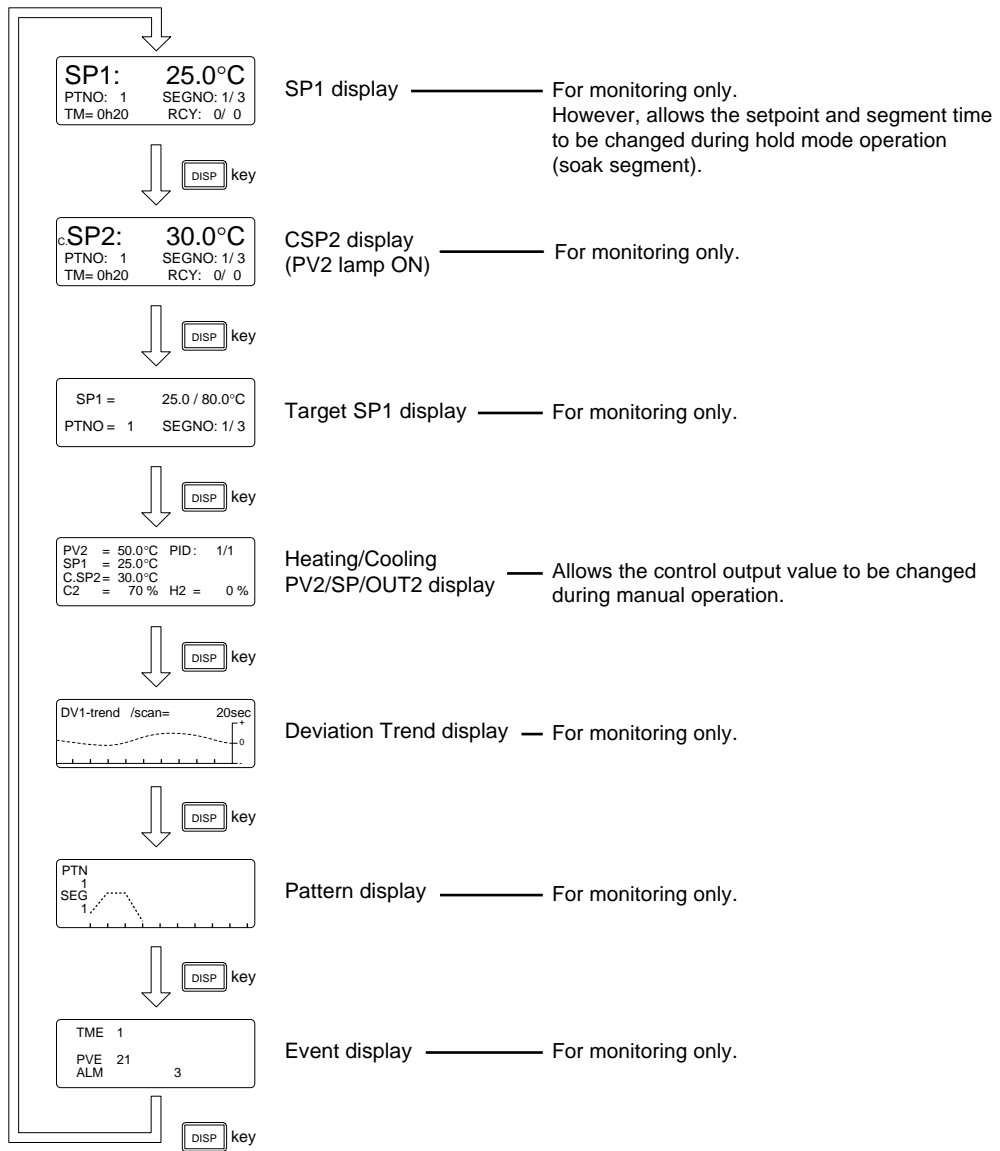 SP1: 25.0°C
PTNO: 1 SEGNO: 1/ 3
TM= 0h20 RCY: 0/ 0
SP1 display
For monitoring only.
However, allows the setpoint and segment time
to be changed during hold mode operation
(soak segment).
DISP key
C.SP2: 30.0°C
PTNO: 1 SEGNO: 1/ 3
TM= 0h20 RCY: 0/ 0
CSP2 display
(PV2 lamp ON)
For monitoring only.
DISP key
SP1 = 25.0 / 80.0°C
PTNO = 1 SEGNO: 1/ 3
Target SP1 display
For monitoring only.
DISP key
PV2 = 50.0°C PID: 1/1
SP1 = 25.0°C
C.SP2= 30.0°C
C2 = 70 % H2 = 0 %
Heating/Cooling
PV2/SP/OUT2 display
Allows the control output value to be changed
during manual operation.
DISP key
DV1-trend /scan= 20sec
+
0
-
Deviation Trend display
For monitoring only.
DISP key
PTN
1
SEG
1
Pattern display
For monitoring only.
DISP key
TME 1
PVE 21
ALM 3
Event display
For monitoring only.
DISP key